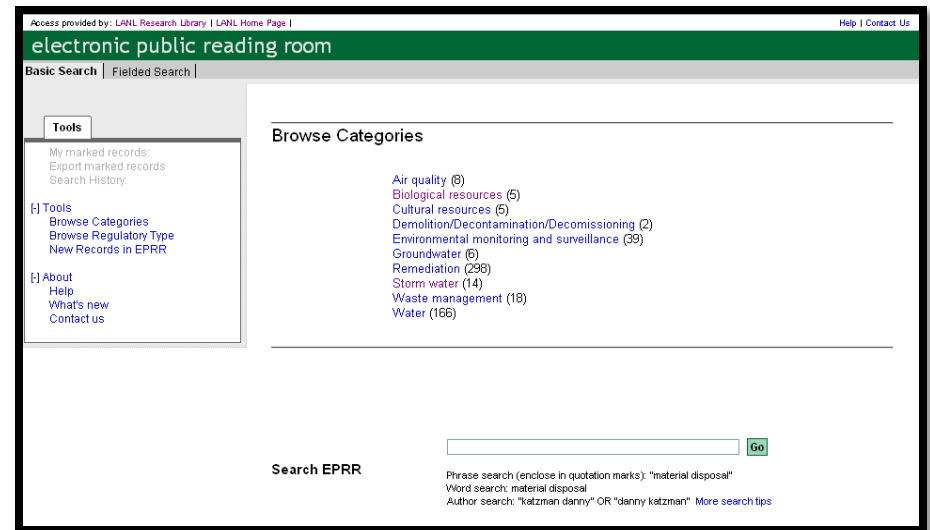 Access provided by: LANL Research Library | LANL Home Page | Help | Contact Us
electronic public reading room
Basic Search | Fielded Search |
Tools
My marked records:
Export marked records
Search History:
[-] Tools
Browse Categories
Browse Regulatory Type
New Records in EPRR
[-] About
Help
What's new
Contact us
Browse Categories
Air quality (8)
Biological resources (5)
Cultural resources (5)
Demolition/Decontamination/Decomissioning (2)
Environmental monitoring and surveillance (39)
Groundwater (6)
Remediation (298)
Storm water (14)
Waste management (18)
Water (166)
Go
Search EPRR
Phrase search (enclose in quotation marks): "material disposal"
Word search: material disposal
Author search: "katzman danny" OR "danny katzman" More search tips